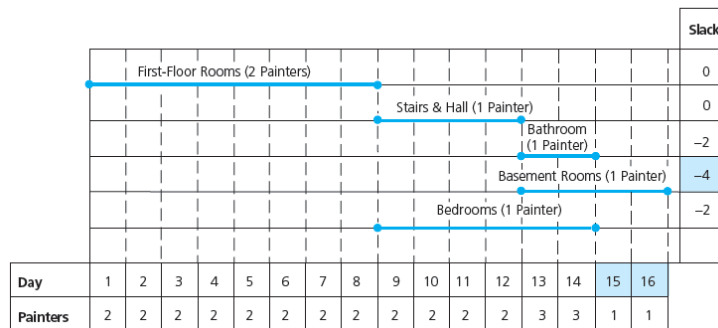 Slack
First-Floor Rooms (2 Painters)
0
Stairs & Hall (1 Painter)
0
Bathroom
(1 Painter)
–2
Basement Rooms (1 Painter)
–4
Bedrooms (1 Painter)
–2
Day 1 2 3 4 5 6 7 8 9 10 11 12 13 14 15 16
Painters 2 2 2 2 2 2 2 2 2 2 2 2 3 3 1 1